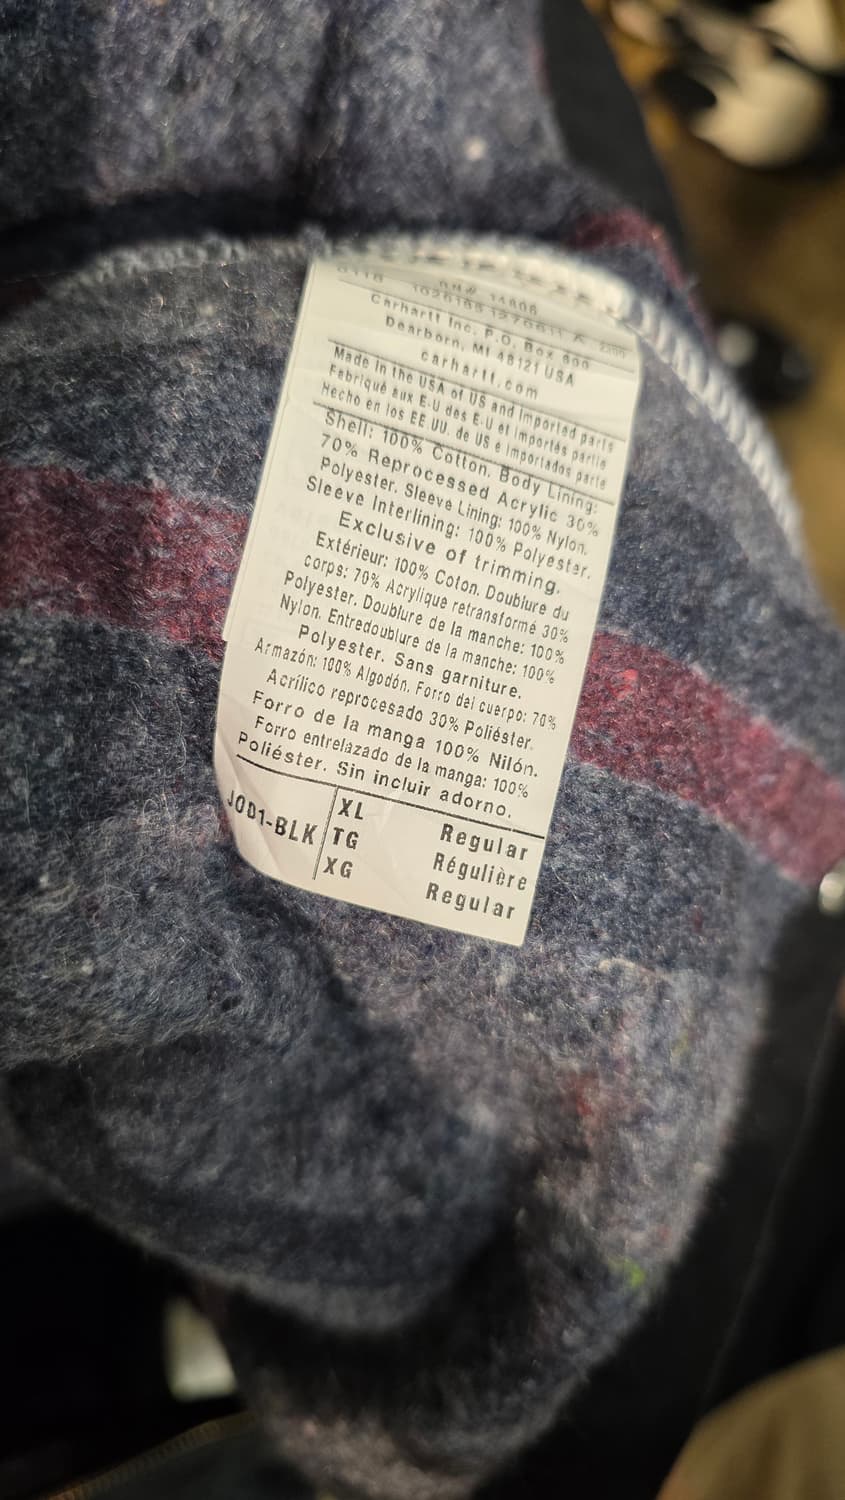 0118 RN# 14806
Carhartt Inc. P.O. Box 600
Dearborn, MI 48121 USA
carhartt.com
Made in the USA of US and Imported parts
Fabriqué aux E-U des E-U et importés partie
Hecho en los EE UU. de US e importados parte
Shell: 100% Cotton. Body Lining:
70% Reprocessed Acrylic 30%
Polyester. Sleeve Lining: 100% Nylon.
Sleeve Interlining: 100% Polyester.
Exclusive of trimming.
Extérieur: 100% Coton. Doublure du
corps: 70% Acrylique retransformé 30%
Polyester. Doublure de la manche: 100%
Nylon. Entredoublure de la manche: 100%
Polyester. Sans garniture.
Armazón: 100% Algodón. Forro del cuerpo: 70%
Acrílico reprocesado 30% Poliéster.
Forro de la manga 100% Nilón.
Forro entrelazado de la manga: 100%
Poliéster. Sin incluir adorno.
J001-BLK
XL Regular
TG Régulière
XG Regular